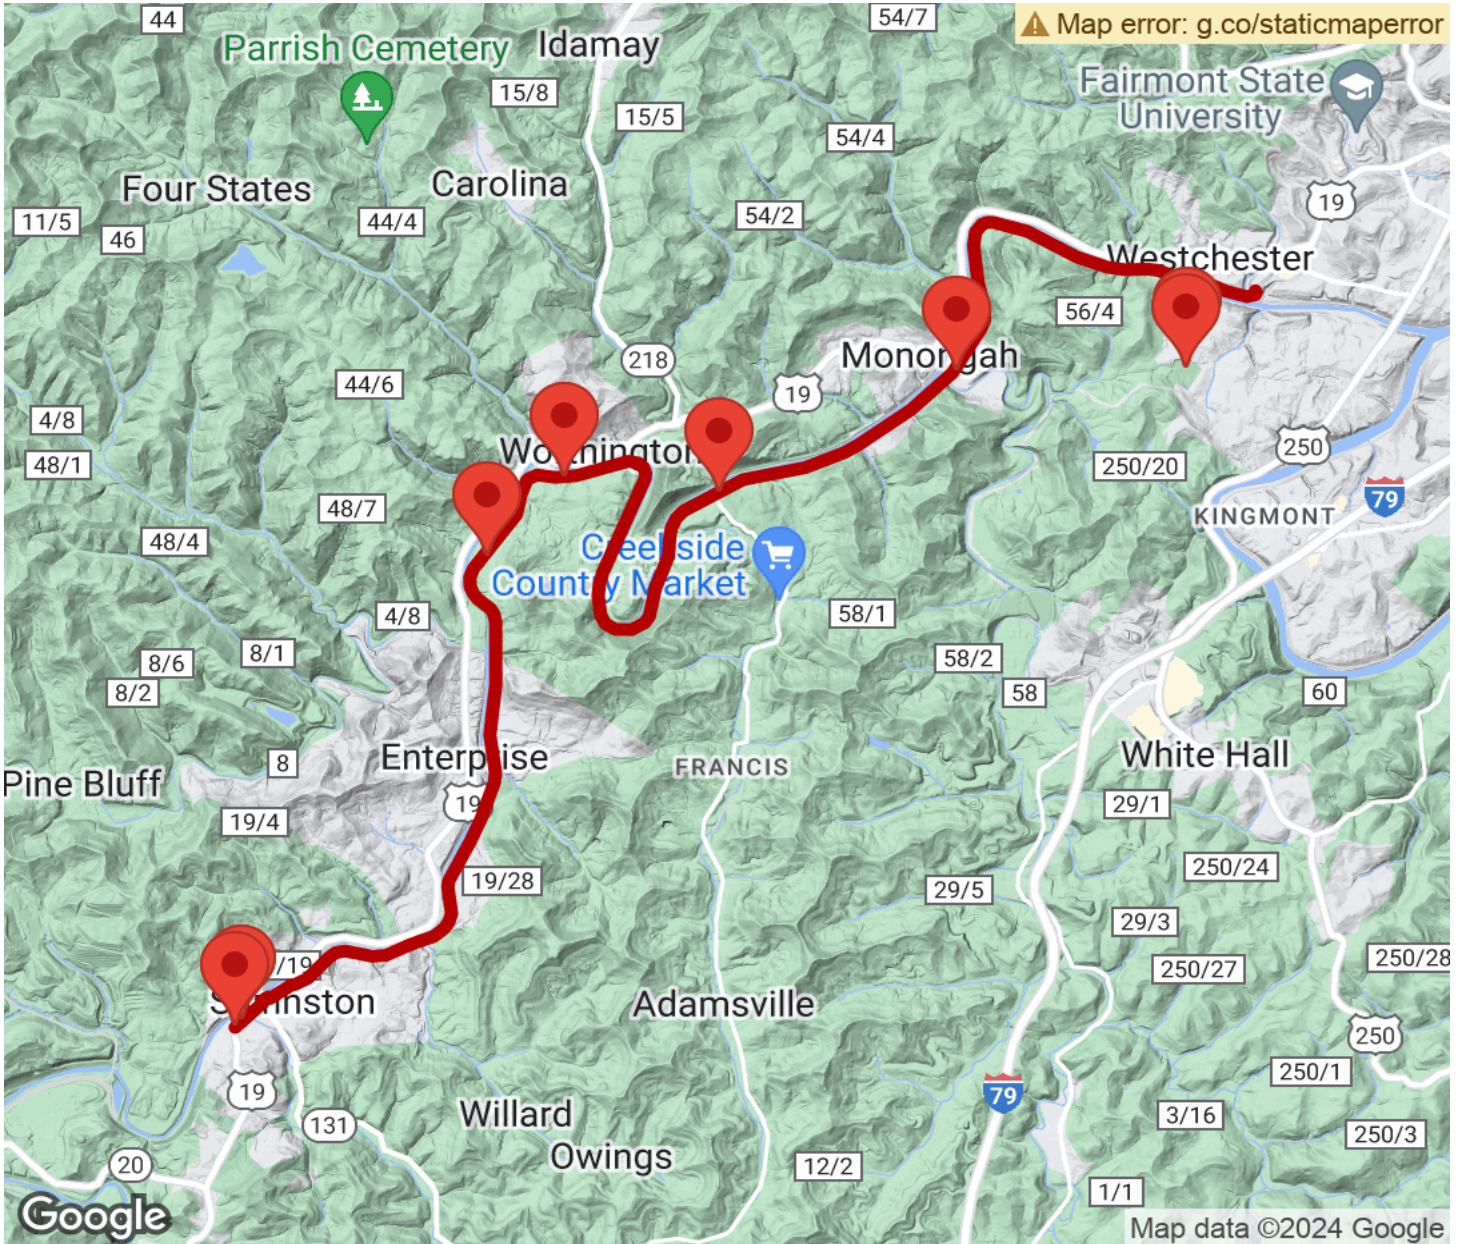 44
54/7
Map error: g.co/staticmaperror
Parrish Cemetery
Idamay
15/8
15/5
54/4
Fairmont State
University
Four States
Carolina
11/5
46
44/4
54/2
19
Westchester
56/4
218
Monongah
44/6
19
4/8
48/1
Worthington
250/20
250
79
48/7
KINGMONT
48/4
Creekside
Country Market
4/8
58/1
8/6
8/1
8/2
58/2
58
60
Enterprise
8
FRANCIS
White Hall
Pine Bluff
19
19/4
29/1
19/28
29/5
250/24
29/3
/19
250/27
250/28
Adamsville
250
19
79
250/1
131
Willard
3/16
250/3
Owings
20
12/2
1/1
Google
Map data ©2024 Google